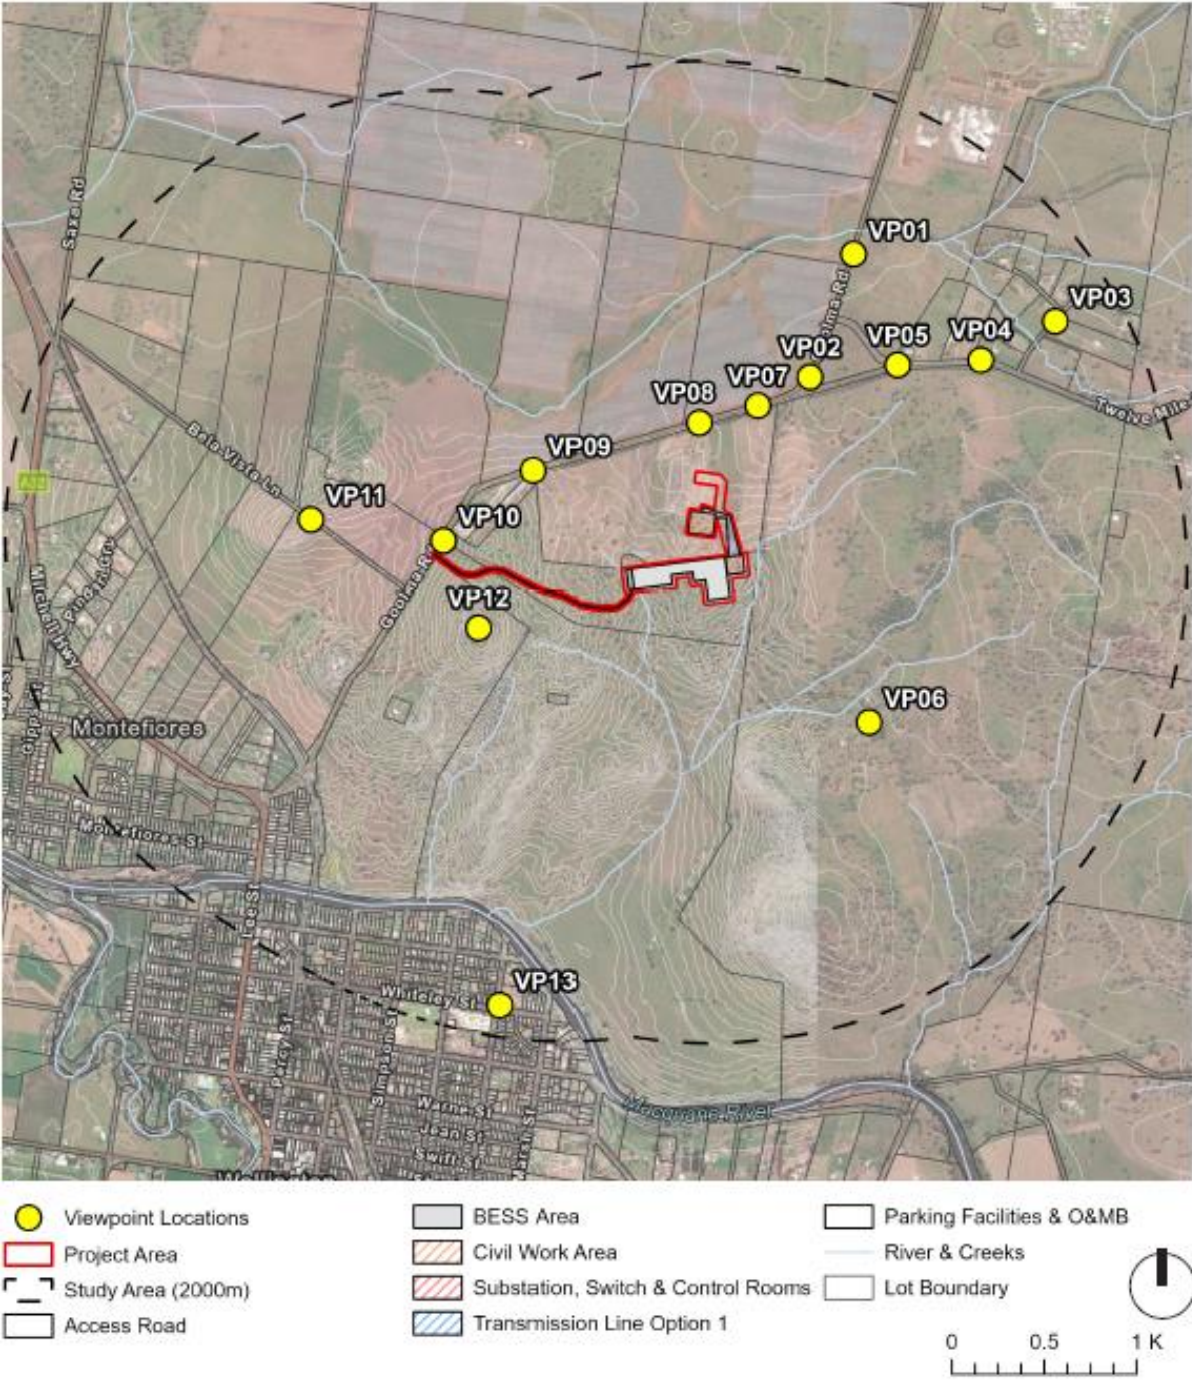 Saxa Rd
VP01
VP03
VP05
VP04
VP02
VP07
VP08
Twelve Mile
VP09
Bela Vista Ln
VP11
VP10
VP12
Mitchell Hwy
VP06
Montefiores
Montefiores St
Lee St
VP13
Whiteley St
Percy St
Simpson St
Warne St
Jean St
Swift St
Macquarie River
Wellington
Viewpoint Locations
Project Area
Study Area (2000m)
Access Road
BESS Area
Civil Work Area
Substation, Switch & Control Rooms
Transmission Line Option 1
Parking Facilities & O&MB
River & Creeks
Lot Boundary
0 0.5 1 K